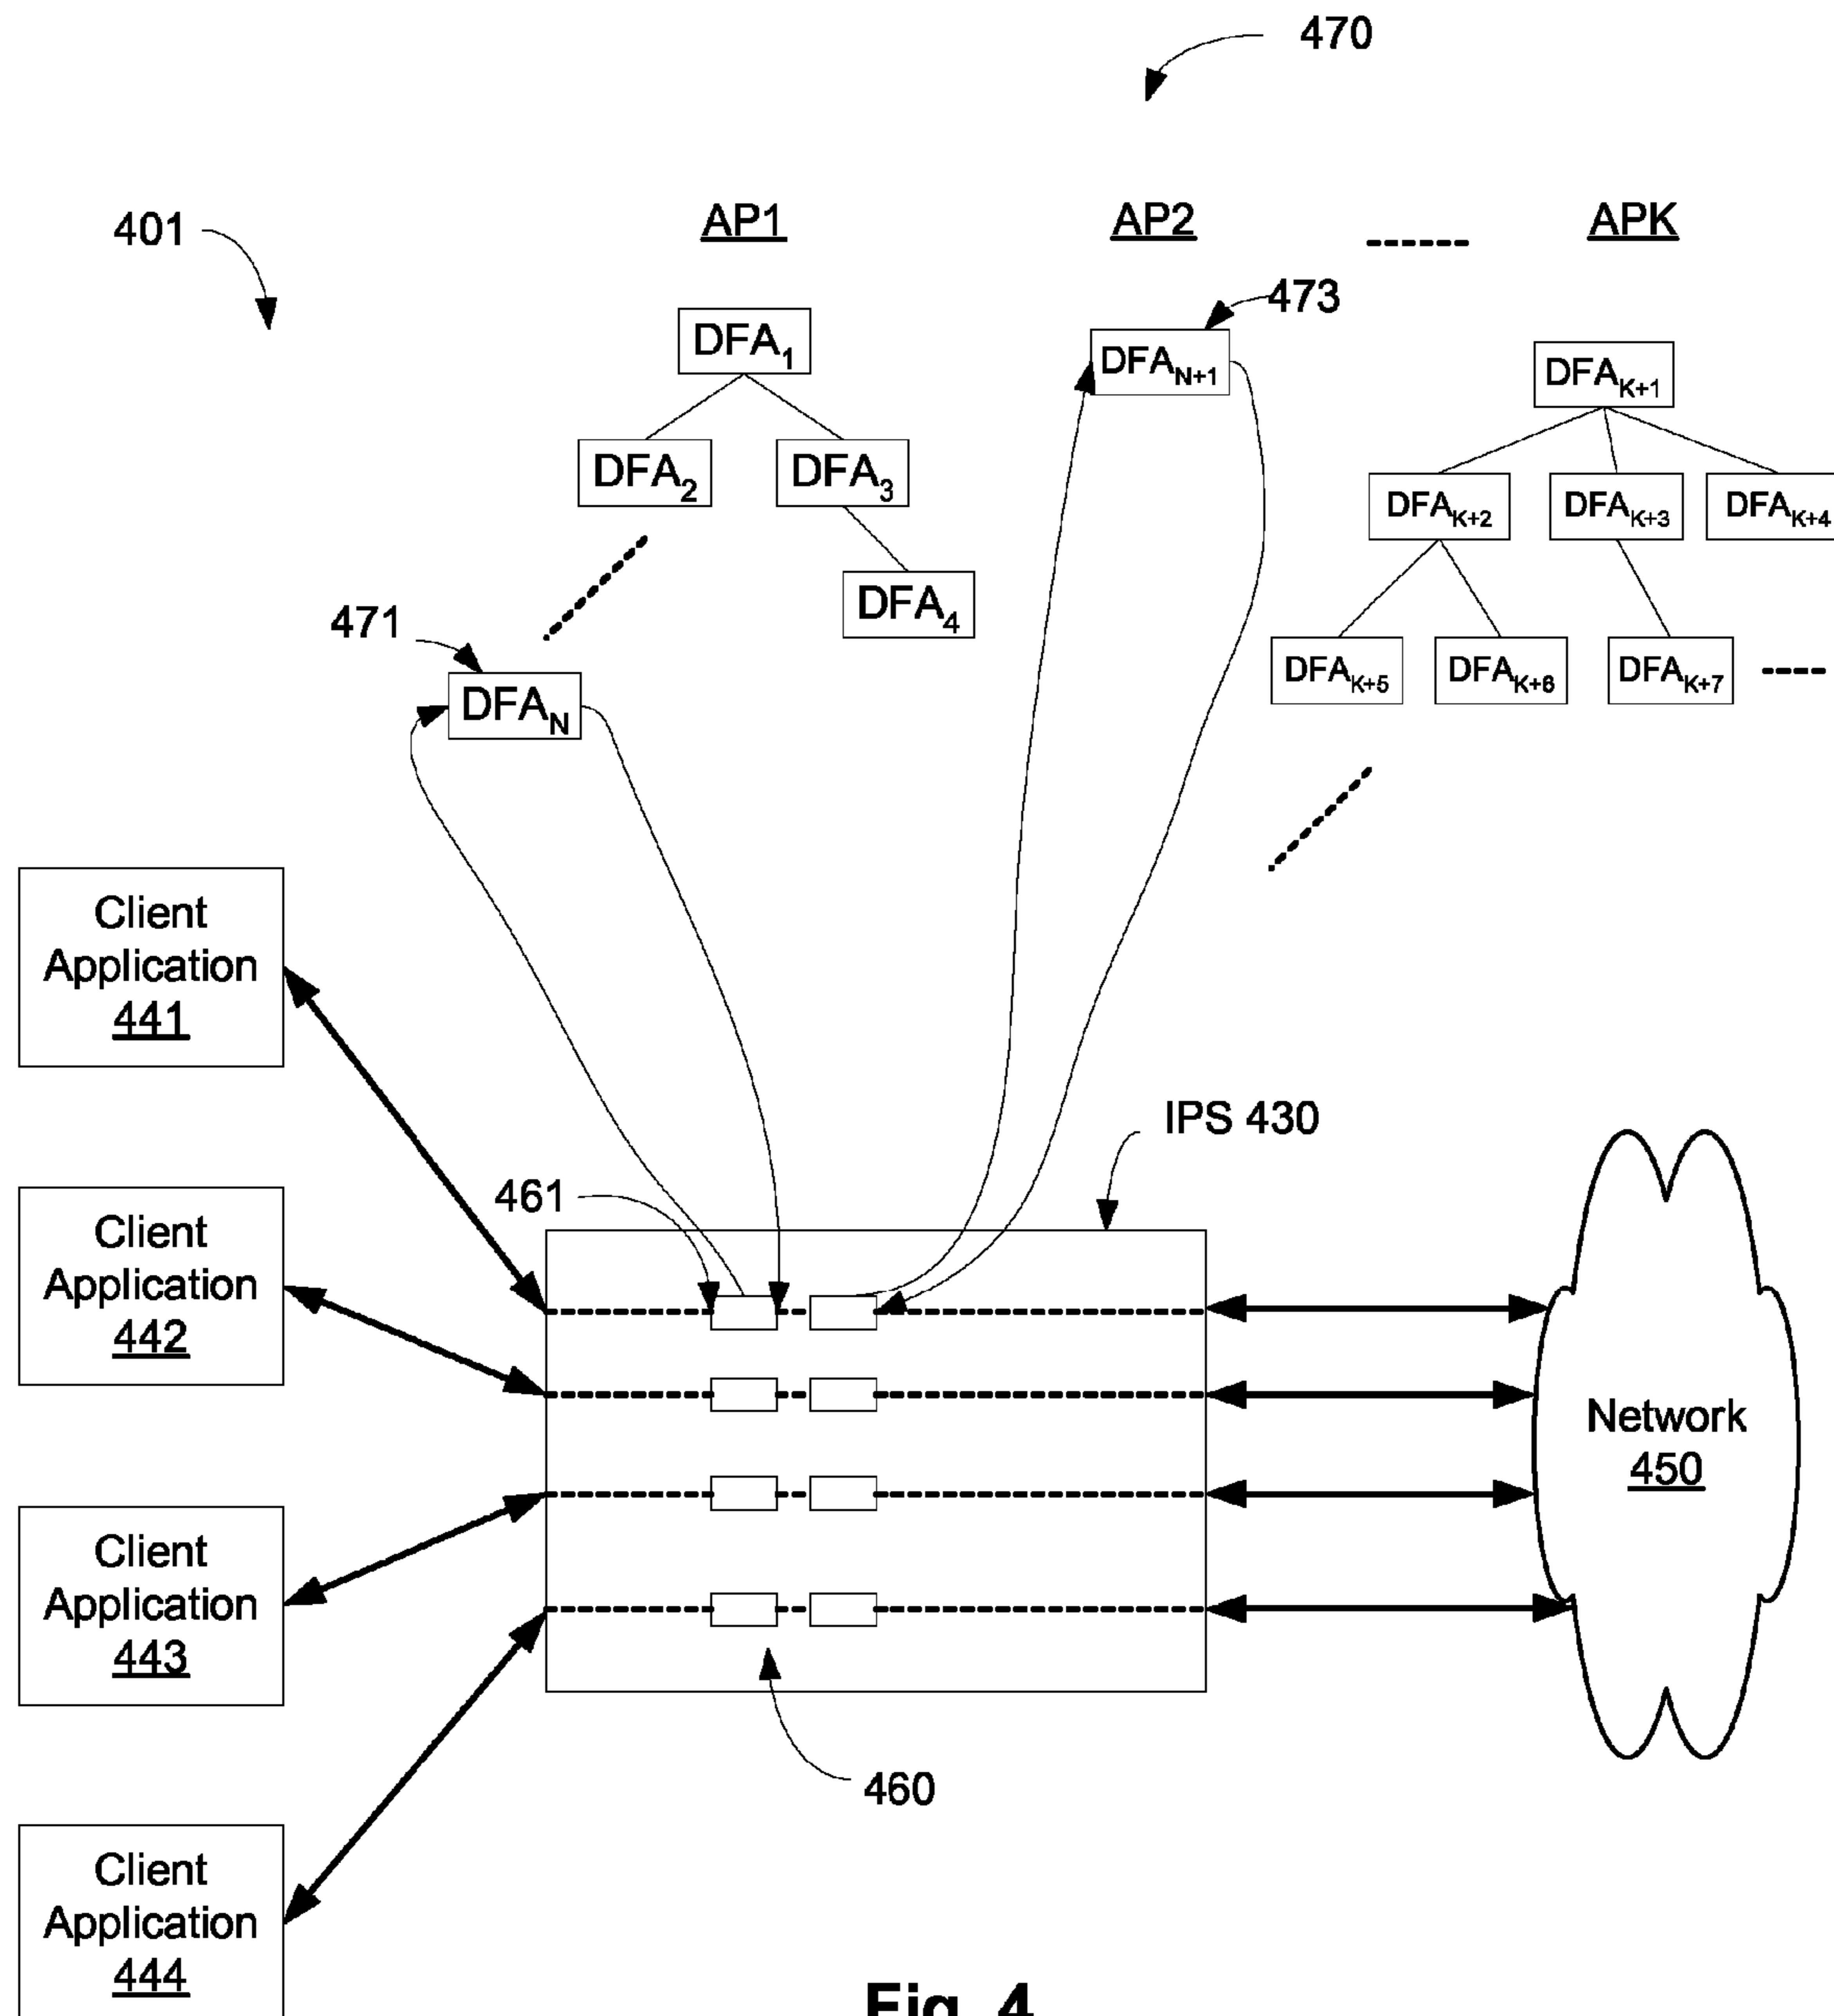 470
401
AP1
AP2
APK
473
DFA1
DFAN+1
DFAK+1
DFA2
DFA3
DFAK+2
DFAK+3
DFAK+4
DFA4
471
DFAK+5
DFAK+6
DFAK+7
DFAN
Client
Application
441
IPS 430
461
Client
Application
442
Network
450
Client
Application
443
460
Client
Application
444
Fig. 4